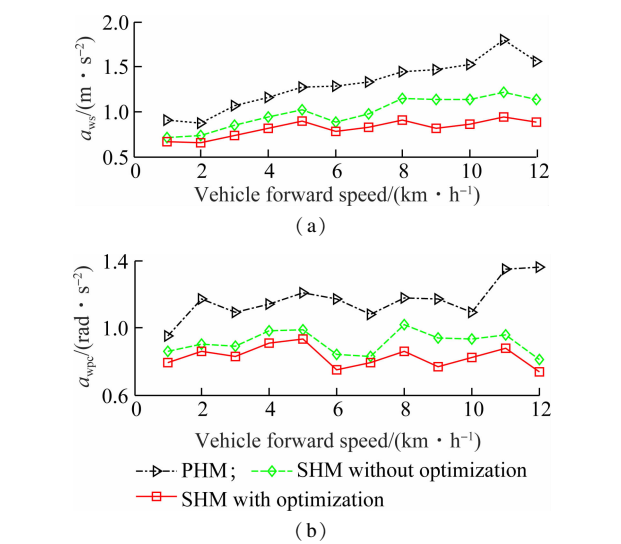 2.0
1.5
1.0
0.5
a_ws/(m · s⁻²)
0 2 4 6 8 10 12
Vehicle forward speed/(km · h⁻¹)
(a)
1.4
1.0
0.6
a_wpc/(rad · s⁻²)
0 2 4 6 8 10 12
Vehicle forward speed/(km · h⁻¹)
PHM; SHM without optimization
SHM with optimization
(b)